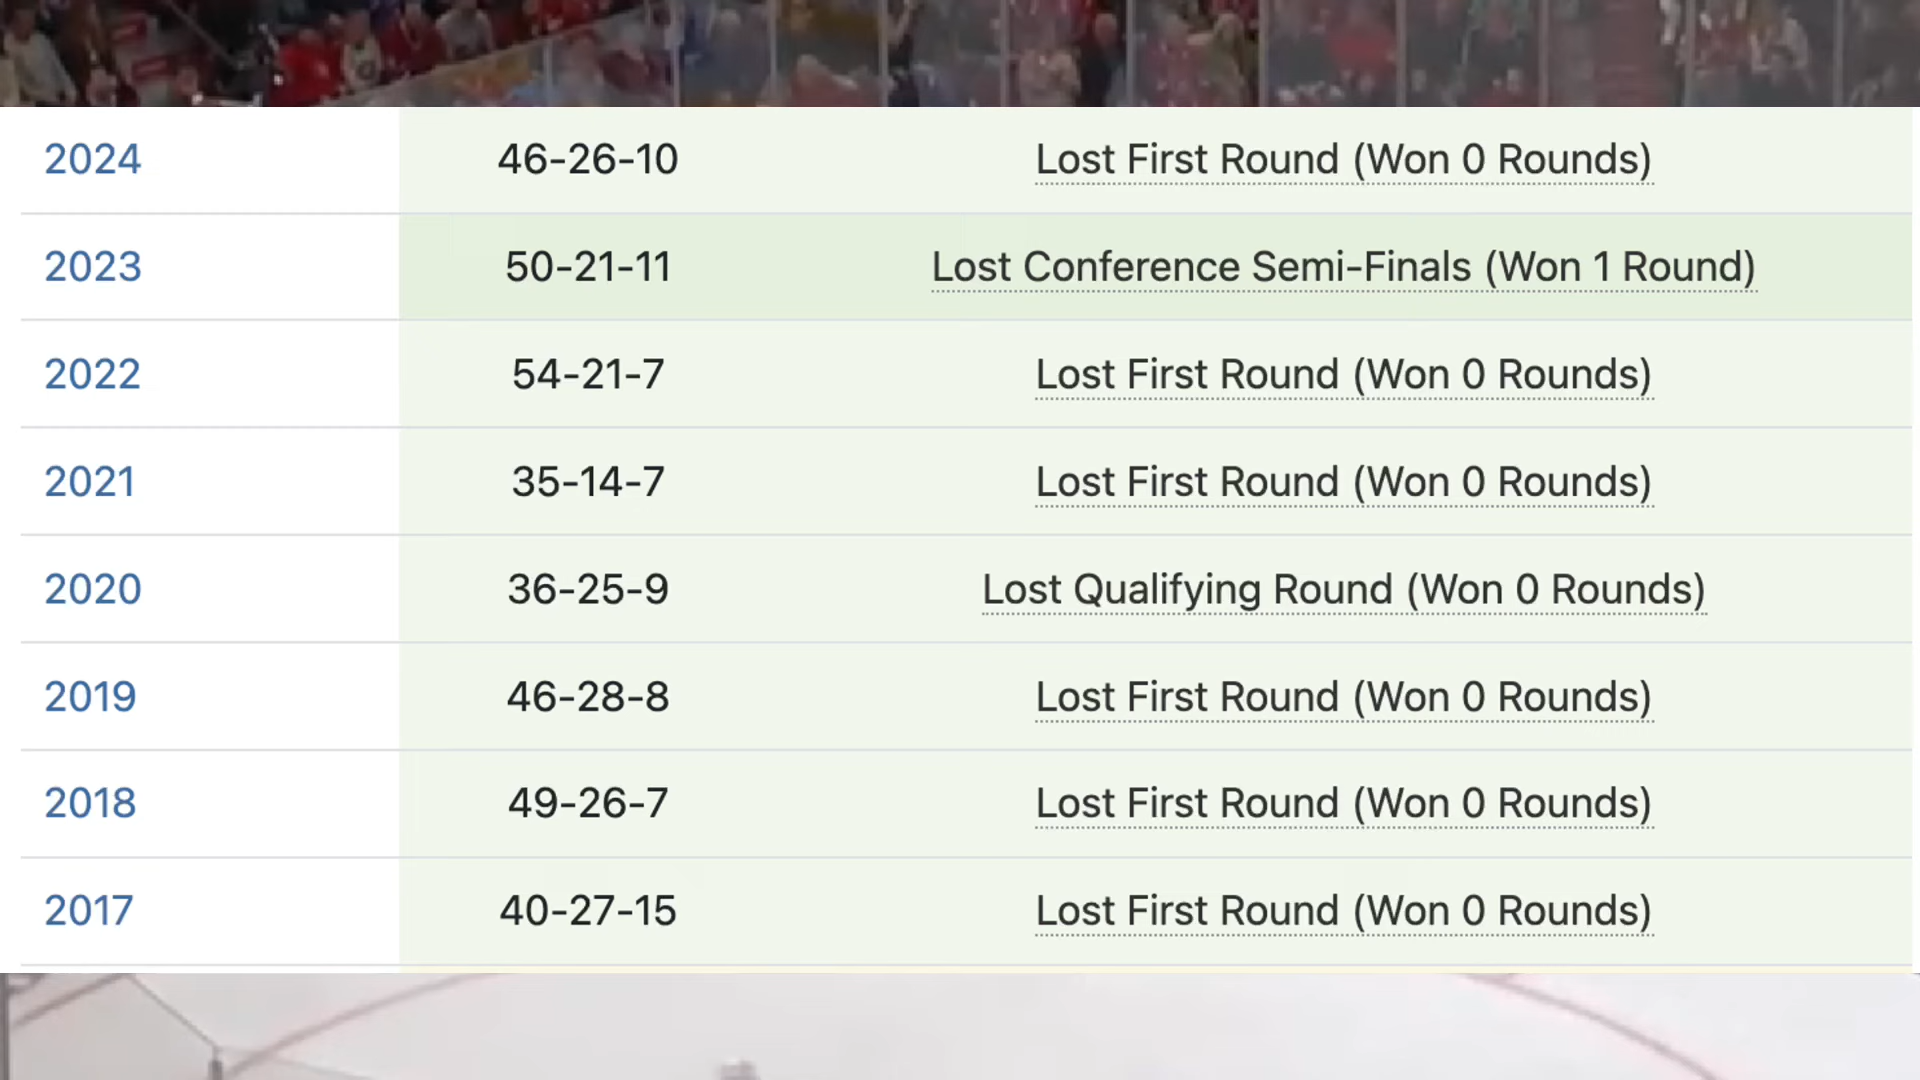 2024 46-26-10 Lost First Round (Won 0 Rounds)
2023 50-21-11 Lost Conference Semi-Finals (Won 1 Round)
2022 54-21-7 Lost First Round (Won 0 Rounds)
2021 35-14-7 Lost First Round (Won 0 Rounds)
2020 36-25-9 Lost Qualifying Round (Won 0 Rounds)
2019 46-28-8 Lost First Round (Won 0 Rounds)
2018 49-26-7 Lost First Round (Won 0 Rounds)
2017 40-27-15 Lost First Round (Won 0 Rounds)